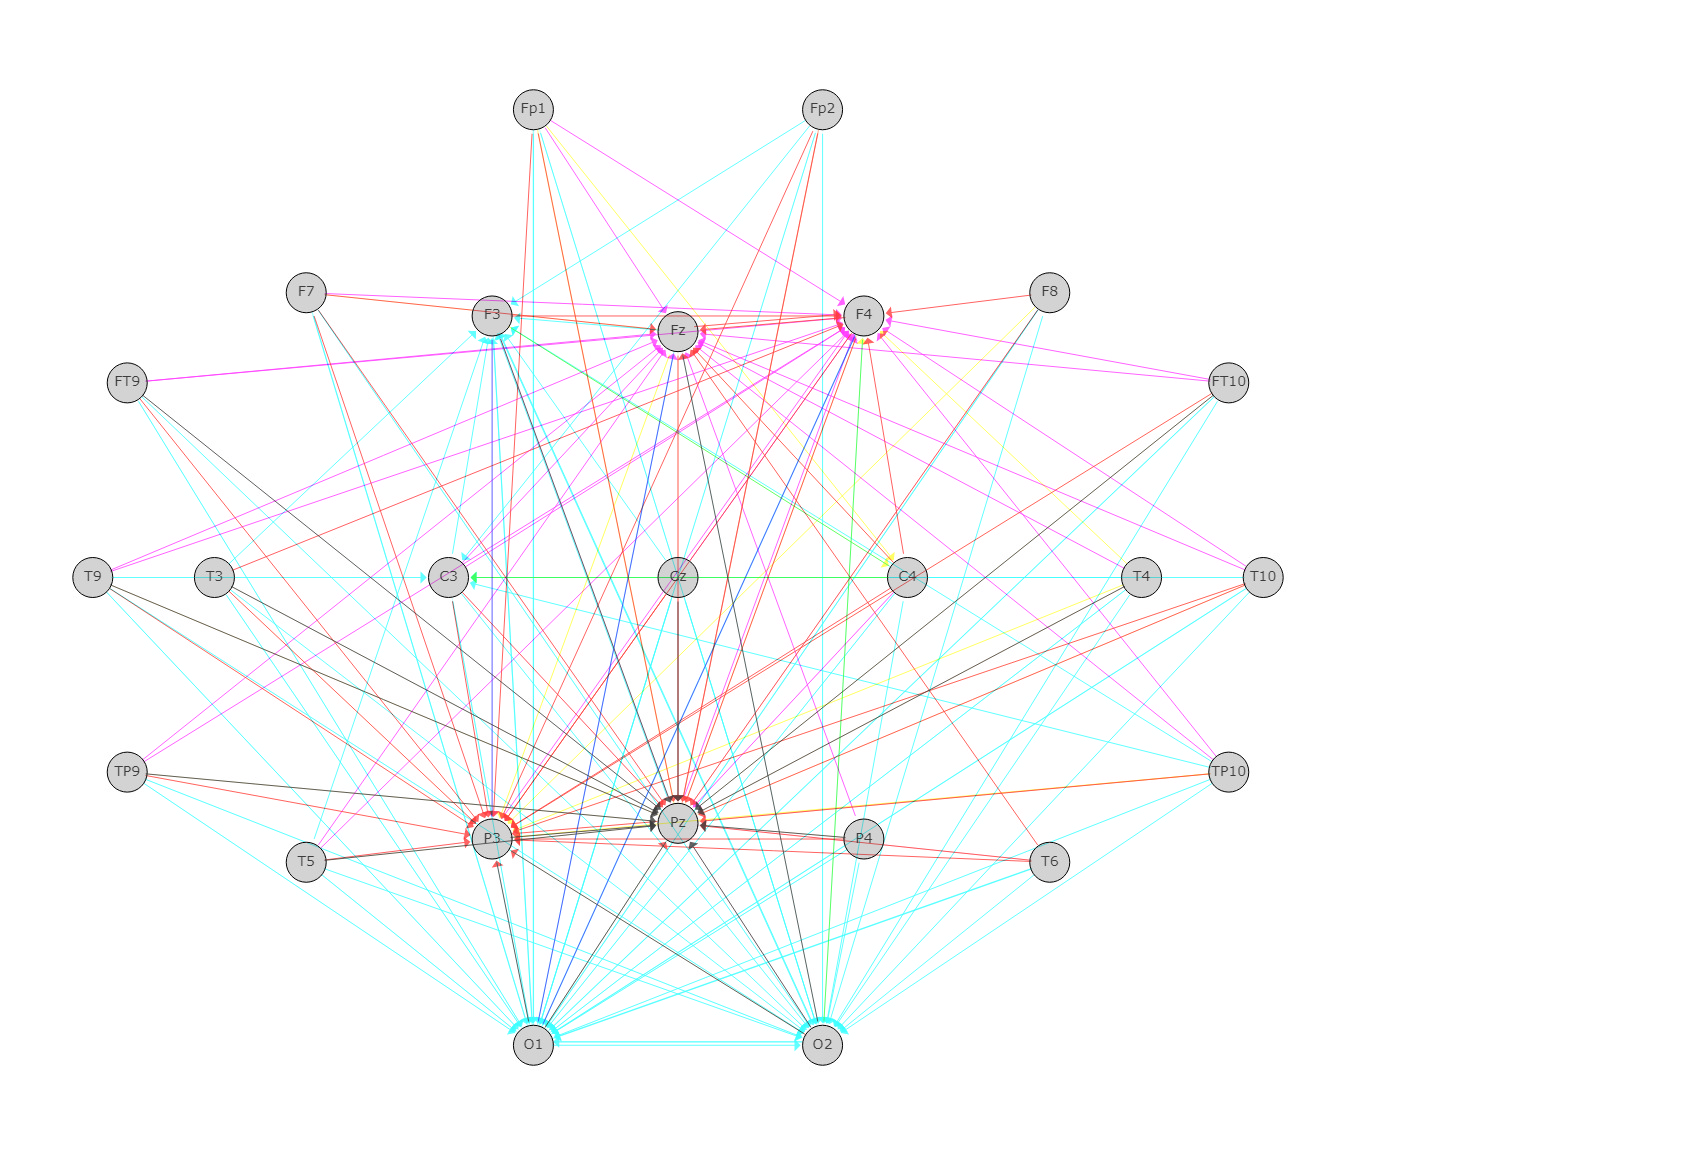 Fp1 Fp2
F7 F3 Fz F4 F8
FT9 FT10
T9 T3 C3 Cz C4 T4 T10
TP9 TP10
T5 P3 Pz P4 T6
O1 O2